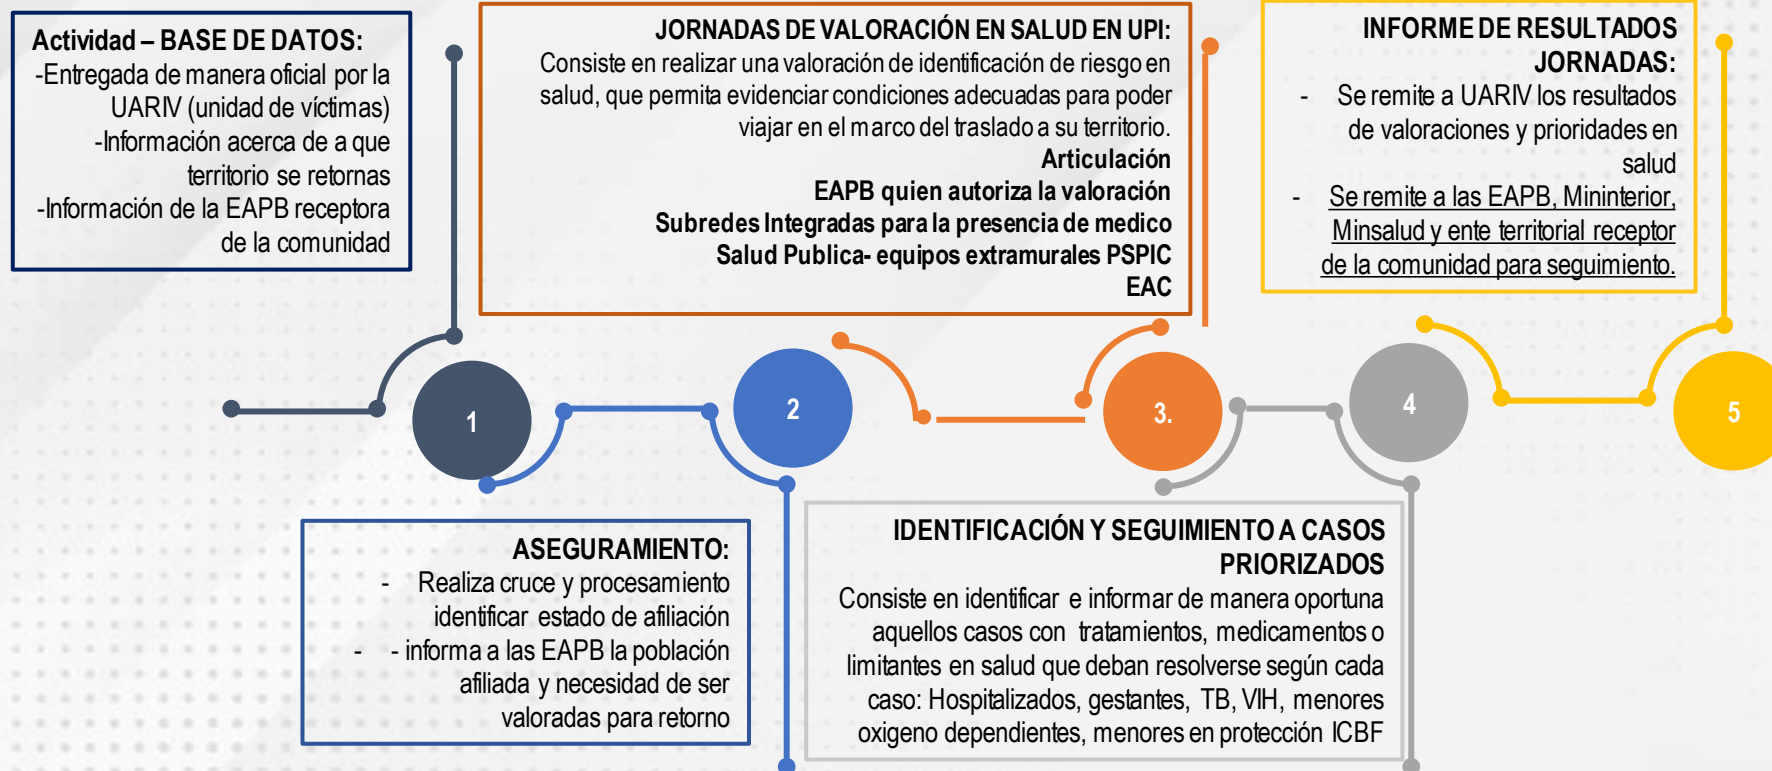 Actividad – BASE DE DATOS:
-Entregada de manera oficial por la
UARIV (unidad de víctimas)
-Información acerca de a que
territorio se retornas
-Información de la EAPB receptora
de la comunidad
JORNADAS DE VALORACIÓN EN SALUD EN UPI:
Consiste en realizar una valoración de identificación de riesgo en
salud, que permita evidenciar condiciones adecuadas para poder
viajar en el marco del traslado a su territorio.
Articulación
EAPB quien autoriza la valoración
Subredes Integradas para la presencia de medico
Salud Publica- equipos extramurales PSPIC
EAC
INFORME DE RESULTADOS
JORNADAS:
- Se remite a UARIV los resultados
de valoraciones y prioridades en
salud
- Se remite a las EAPB, Mininterior,
Minsalud y ente territorial receptor
de la comunidad para seguimiento.
1
2
3.
4
5
ASEGURAMIENTO:
- Realiza cruce y procesamiento
identificar estado de afiliación
- - informa a las EAPB la población
afiliada y necesidad de ser
valoradas para retorno
IDENTIFICACIÓN Y SEGUIMIENTO A CASOS
PRIORIZADOS
Consiste en identificar e informar de manera oportuna
aquellos casos con tratamientos, medicamentos o
limitantes en salud que deban resolverse según cada
caso: Hospitalizados, gestantes, TB, VIH, menores
oxigeno dependientes, menores en protección ICBF